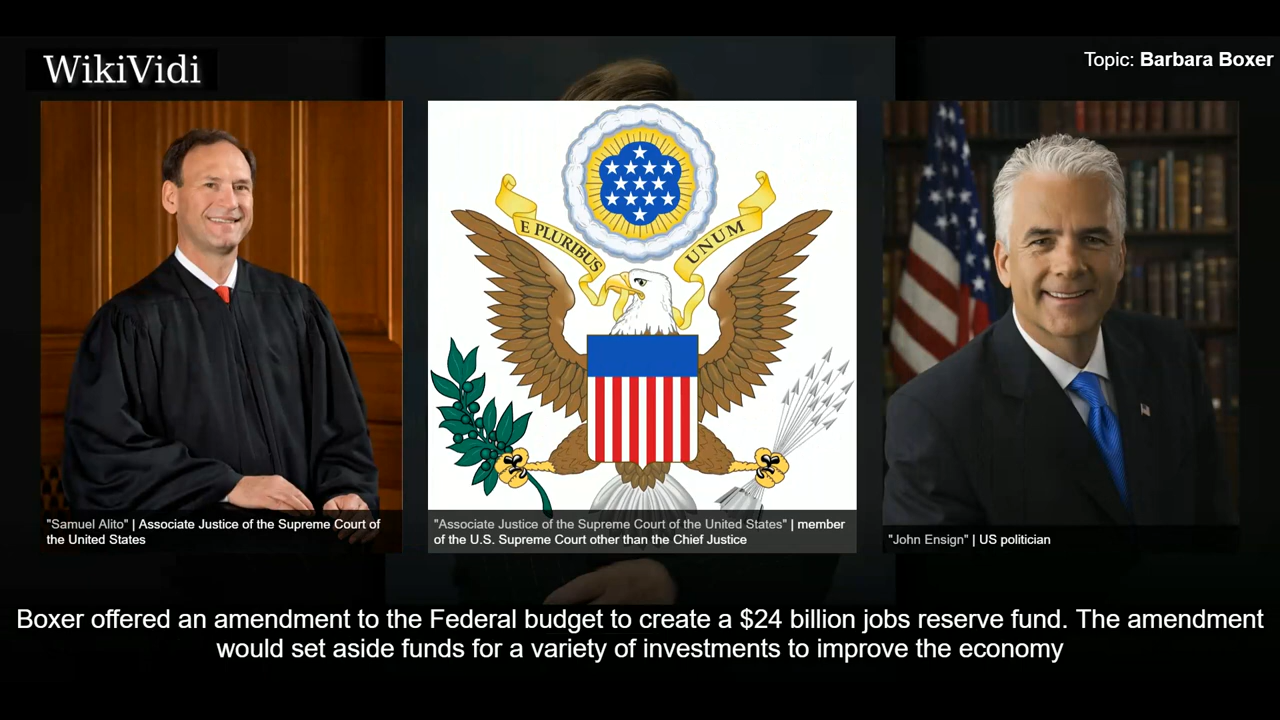 WikiVidi
Topic: Barbara Boxer
E PLURIBUS UNUM
"Samuel Alito" | Associate Justice of the Supreme Court of
the United States
"Associate Justice of the Supreme Court of the United States" | member
of the U.S. Supreme Court other than the Chief Justice
"John Ensign" | US politician
Boxer offered an amendment to the Federal budget to create a $24 billion jobs reserve fund. The amendment
would set aside funds for a variety of investments to improve the economy